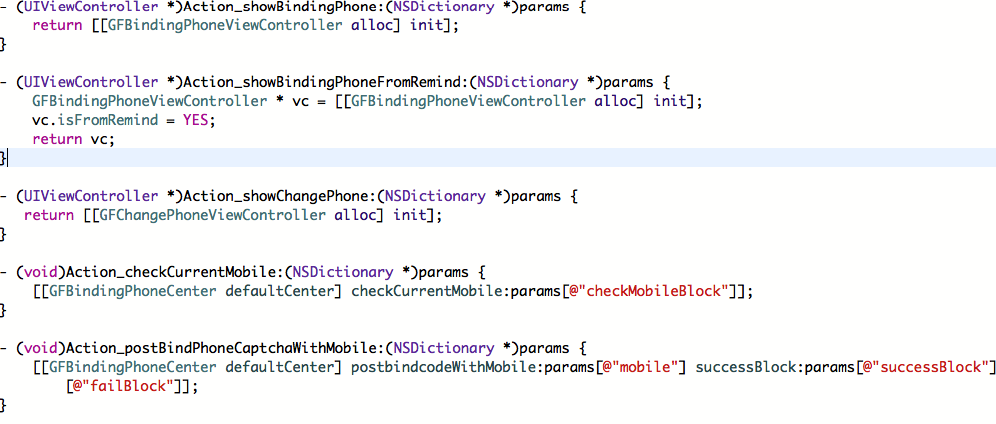 - (UIViewController *)Action_showBindingPhone:(NSDictionary *)params {
return [[GFBindingPhoneViewController alloc] init];
}
- (UIViewController *)Action_showBindingPhoneFromRemind:(NSDictionary *)params {
GFBindingPhoneViewController * vc = [[GFBindingPhoneViewController alloc] init];
vc.isFromRemind = YES;
return vc;
}
- (UIViewController *)Action_showChangePhone:(NSDictionary *)params {
return [[GFChangePhoneViewController alloc] init];
}
- (void)Action_checkCurrentMobile:(NSDictionary *)params {
[[GFBindingPhoneCenter defaultCenter] checkCurrentMobile:params[@"checkMobileBlock"]];
}
- (void)Action_postBindPhoneCaptchaWithMobile:(NSDictionary *)params {
[[GFBindingPhoneCenter defaultCenter] postbindcodeWithMobile:params[@"mobile"] successBlock:params[@"successBlock"]
[@"failBlock"]];
}